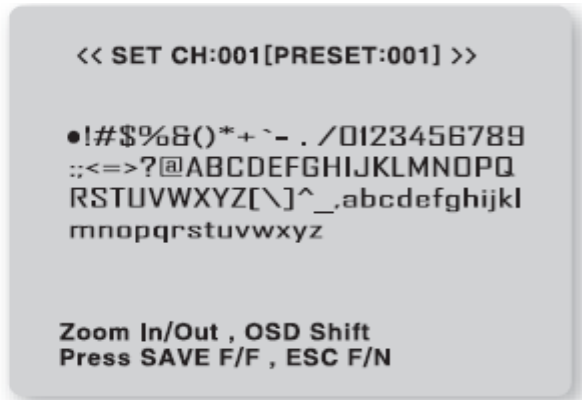 << SET CH:001[PRESET:001] >>
●!#$%&()*+`-./0123456789
:;<=>?@ABCDEFGHIJKLMNOPQ
RSTUVWXYZ[\]^_,abcdefghijkl
mnopqrstuvwxyz
Zoom In/Out , OSD Shift
Press SAVE F/F , ESC F/N